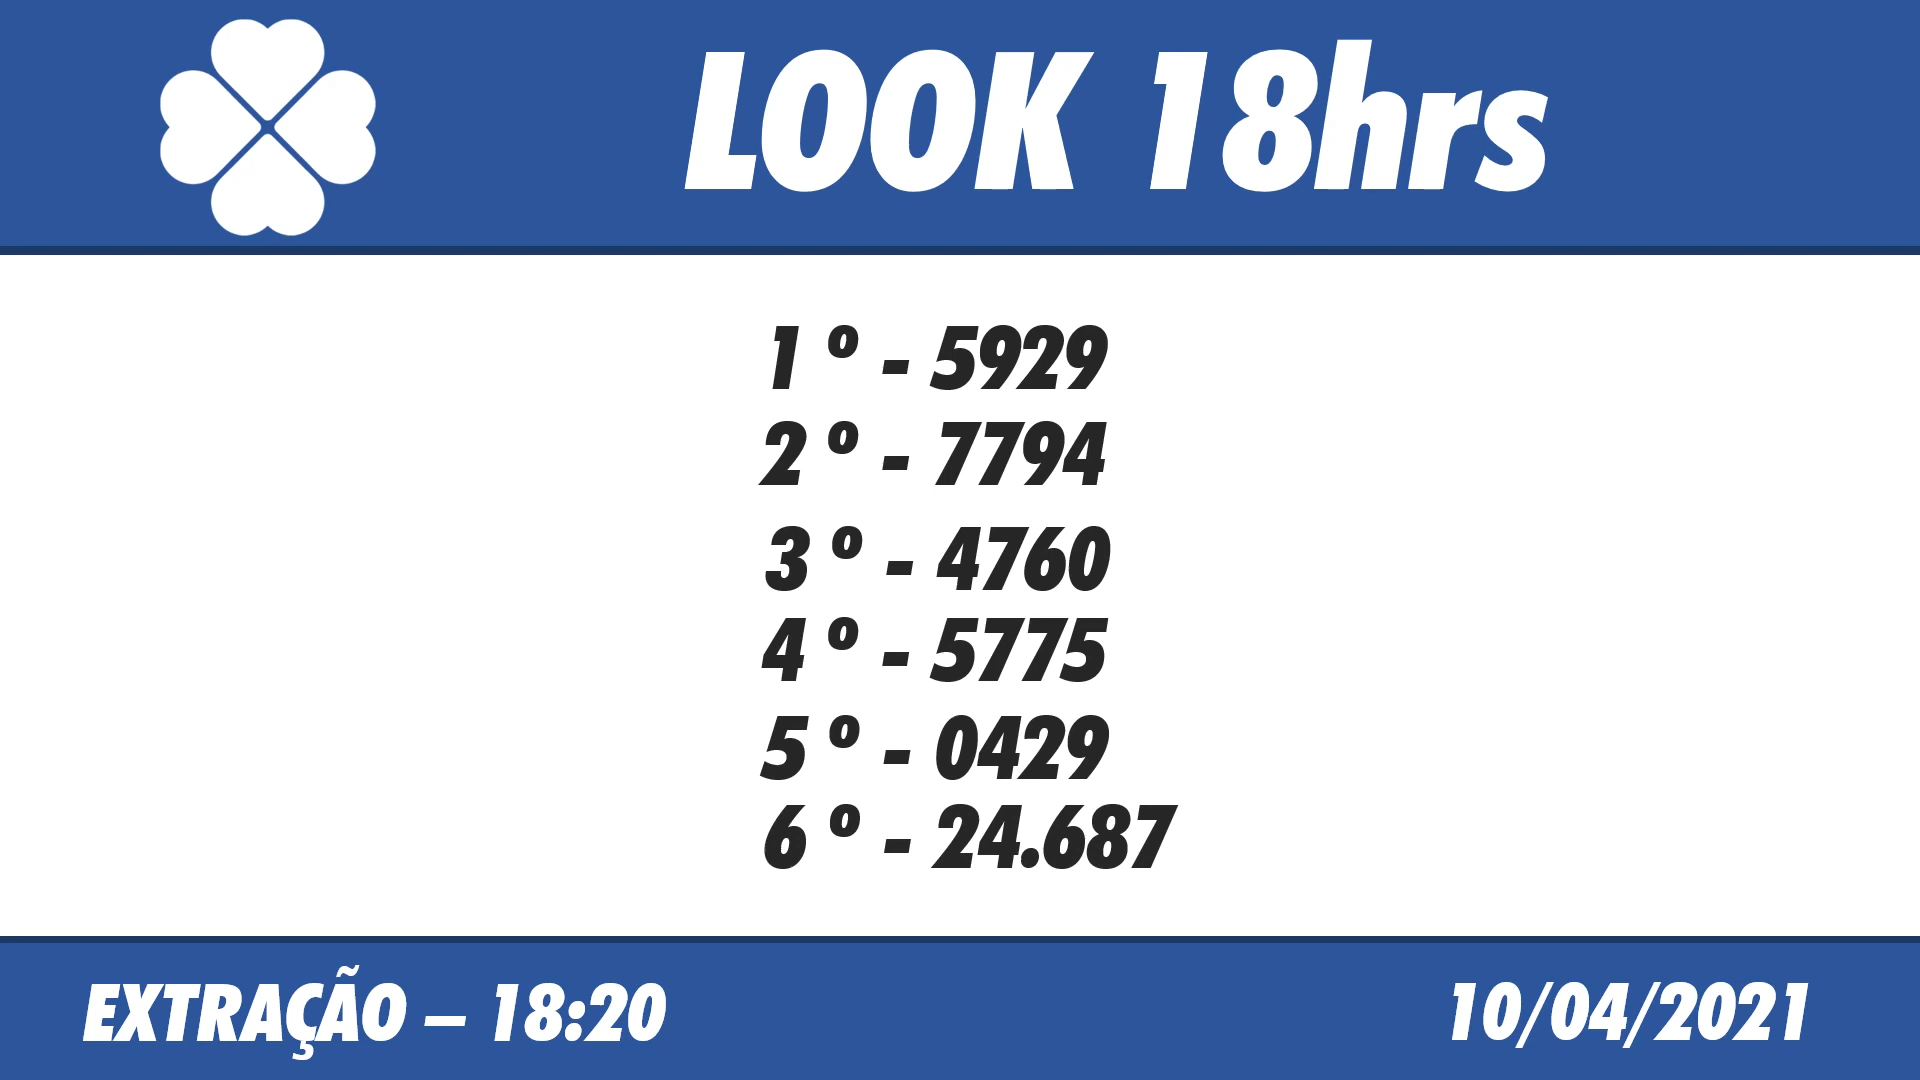 LOOK 18hrs
1 º - 5929
2 º - 7794
3 º - 4760
4 º - 5775
5 º - 0429
6 º - 24.687
EXTRAÇÃO – 18:20
10/04/2021